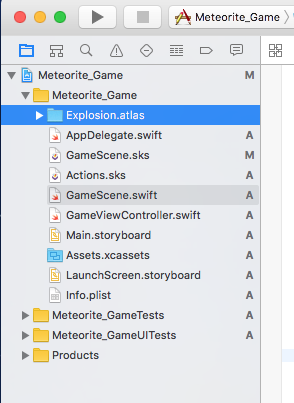 Meteorite_Game
Meteorite_Game M
Meteorite_Game
Explosion.atlas
AppDelegate.swift A
GameScene.sks M
Actions.sks A
GameScene.swift A
GameViewController.swift A
Main.storyboard A
Assets.xcassets A
LaunchScreen.storyboard A
Info.plist A
Meteorite_GameTests A
Meteorite_GameUITests A
Products